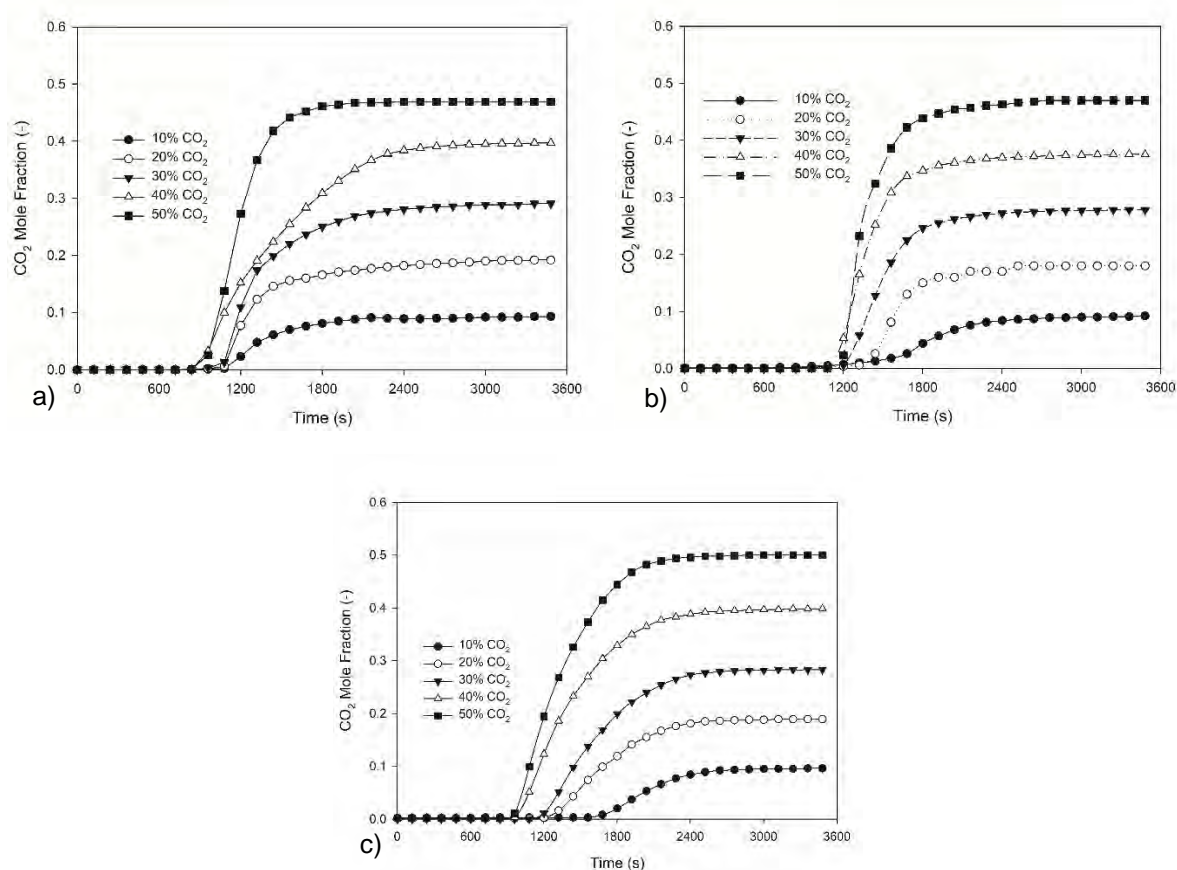 CO2 Mole Fraction (-)
0.6
0.5
0.4
0.3
0.2
0.1
0.0
10% CO2
20% CO2
30% CO2
40% CO2
50% CO2
0 600 1200 1800 2400 3000 3600
Time (s)
a)
CO2 Mole Fraction (-)
0.6
0.5
0.4
0.3
0.2
0.1
0.0
10% CO2
20% CO2
30% CO2
40% CO2
50% CO2
0 600 1200 1800 2400 3000 3600
Time (s)
b)
CO2 Mole Fraction (-)
0.6
0.5
0.4
0.3
0.2
0.1
0.0
10% CO2
20% CO2
30% CO2
40% CO2
50% CO2
0 600 1200 1800 2400 3000 3600
Time (s)
c)